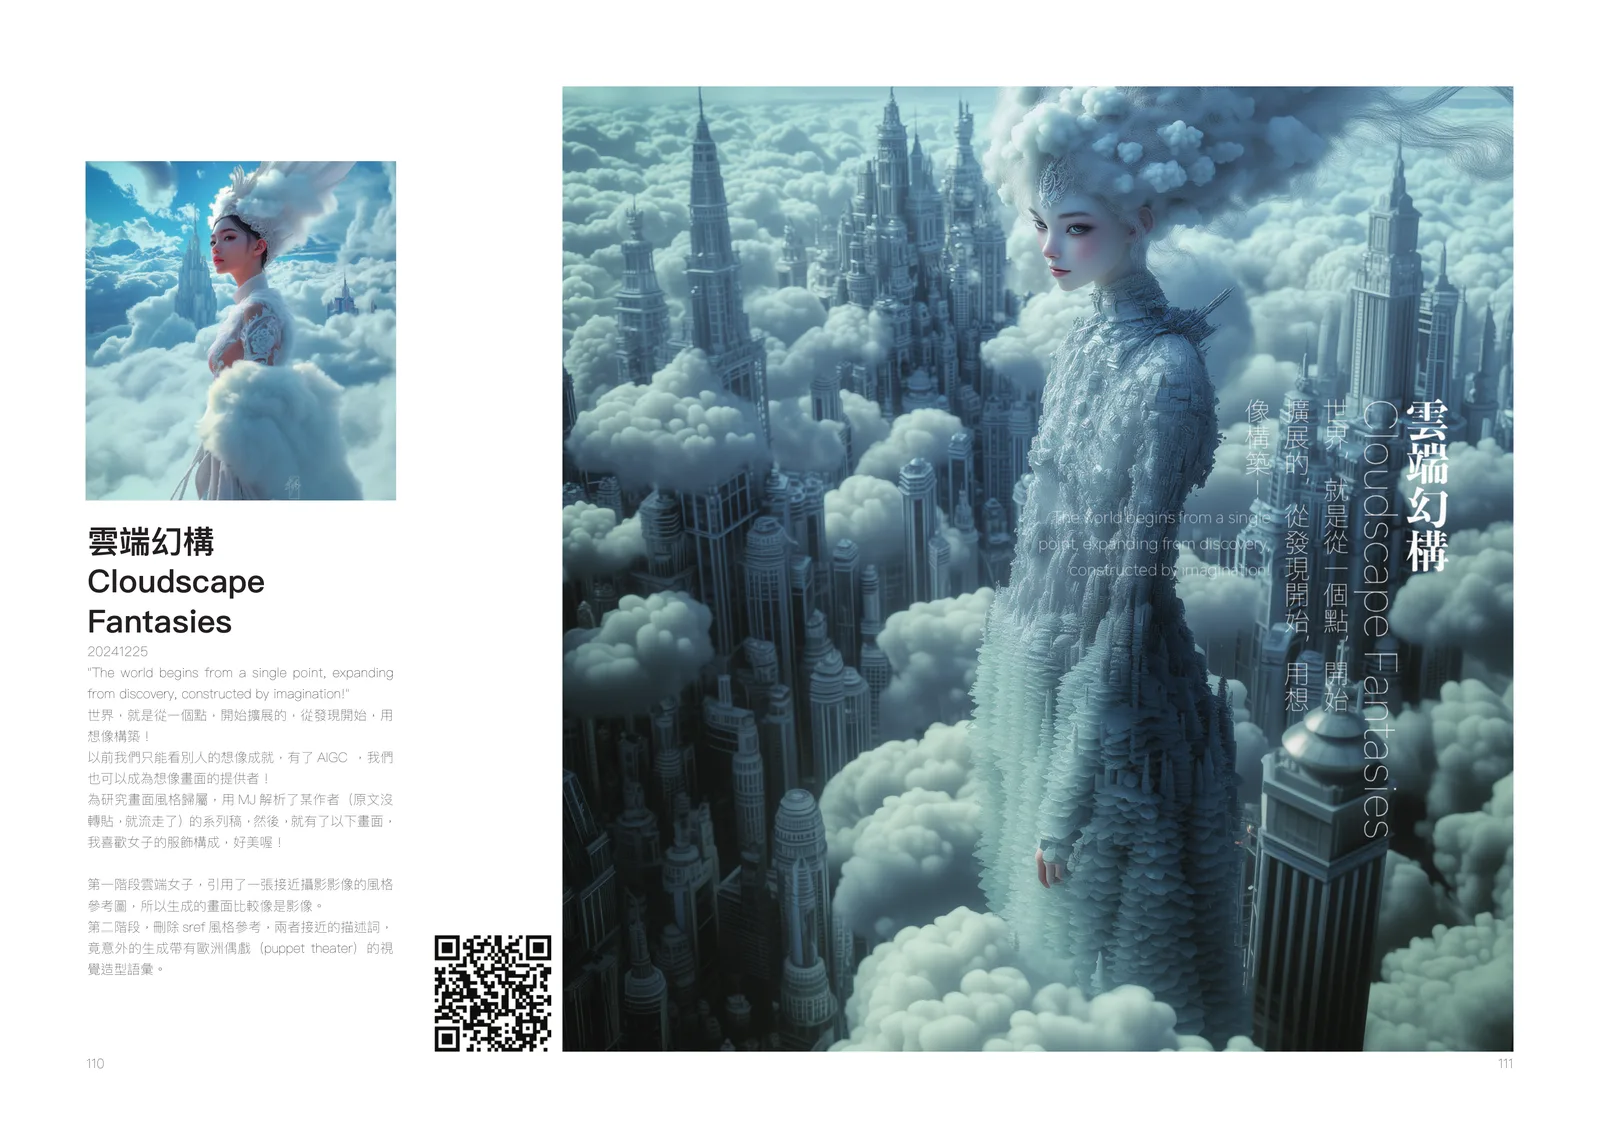 雲端幻構
Cloudscape
Fantasies
20241225
"The world begins from a single point, expanding
from discovery, constructed by imagination!"
世界，就是從一個點，開始擴展的，從發現開始，用
想像構築！
以前我們只能看別人的想像成就，有了 AIGC ，我們
也可以成為想像畫面的提供者！
為研究畫面風格歸屬，用 MJ 解析了某作者（原文沒
轉貼，就流走了）的系列稿，然後，就有了以下畫面，
我喜歡女子的服飾構成，好美喔！
第一階段雲端女子，引用了一張接近攝影影像的風格
參考圖，所以生成的畫面比較像是影像。
第二階段，刪除 sref 風格參考，兩者接近的描述詞，
竟意外的生成帶有歐洲偶戲（puppet theater）的視
覺造型語彙。
110
雲端幻構
Cloudscape Fantasies
世界，就是從一個點，開始
擴展的，從發現開始，用想
像構築—
The world begins from a single
point, expanding from discovery,
constructed by imagination!
111